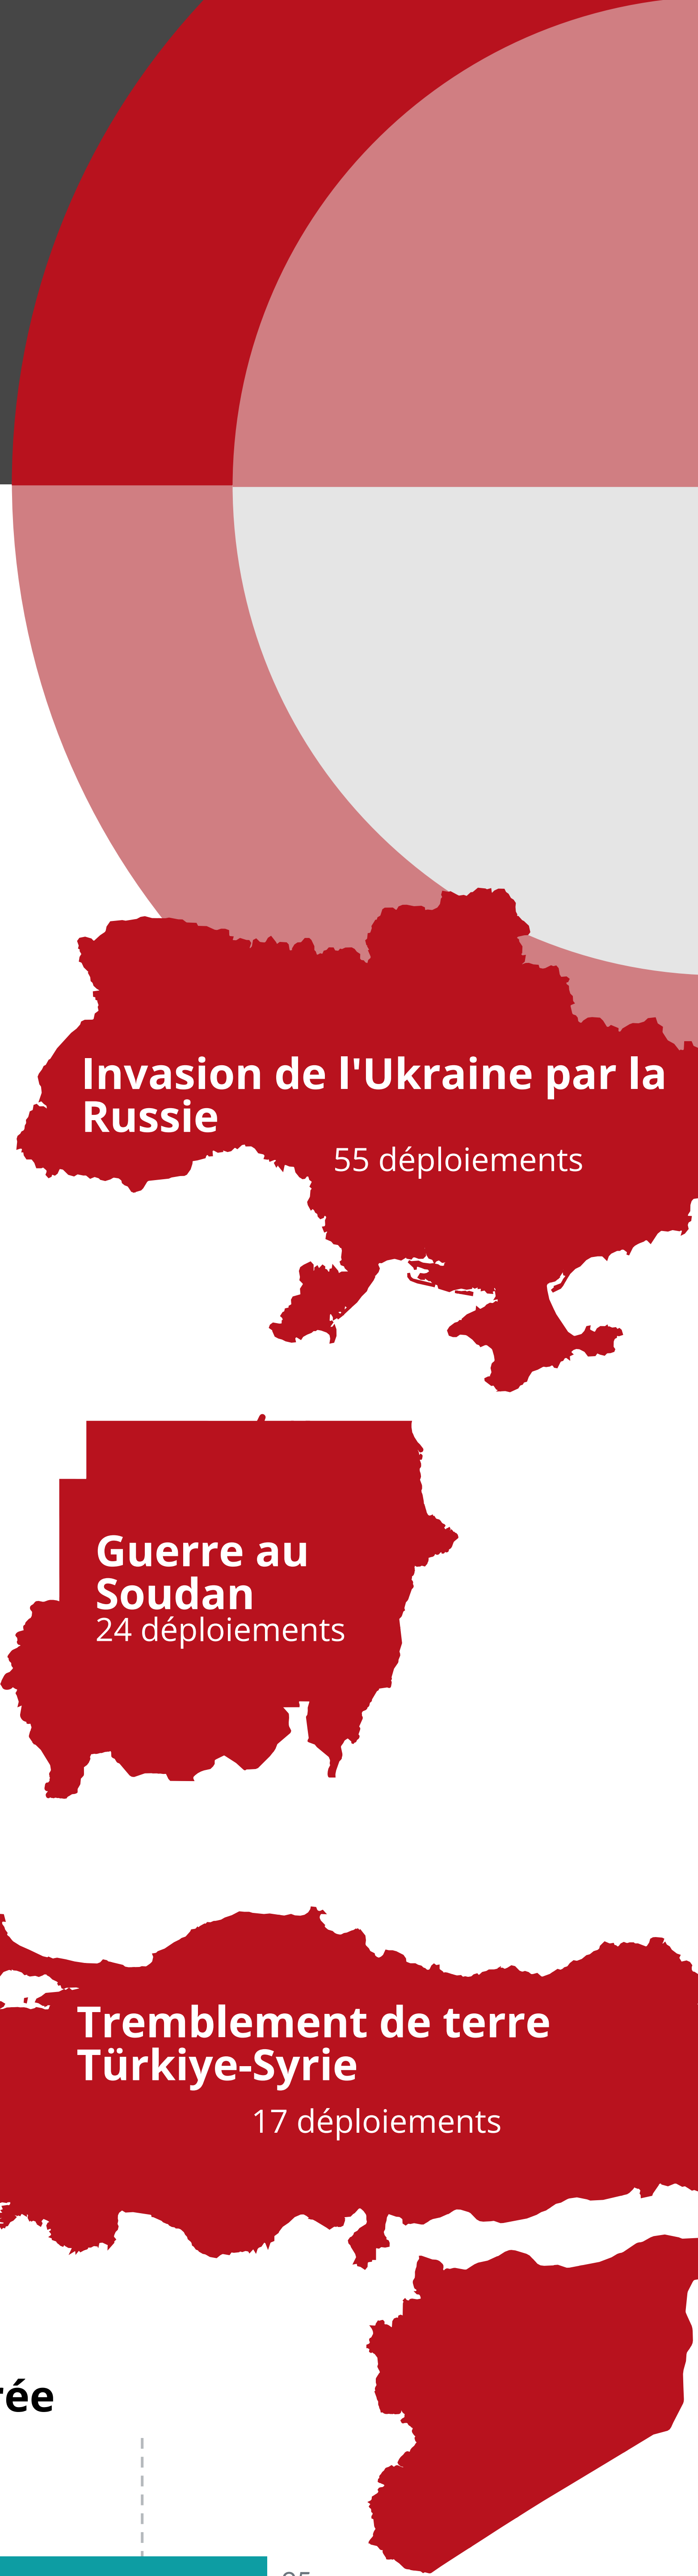 Invasion de l'Ukraine par la
Russie
55 déploiements
Guerre au
Soudan
24 déploiements
Tremblement de terre
Türkiye-Syrie
17 déploiements
rée